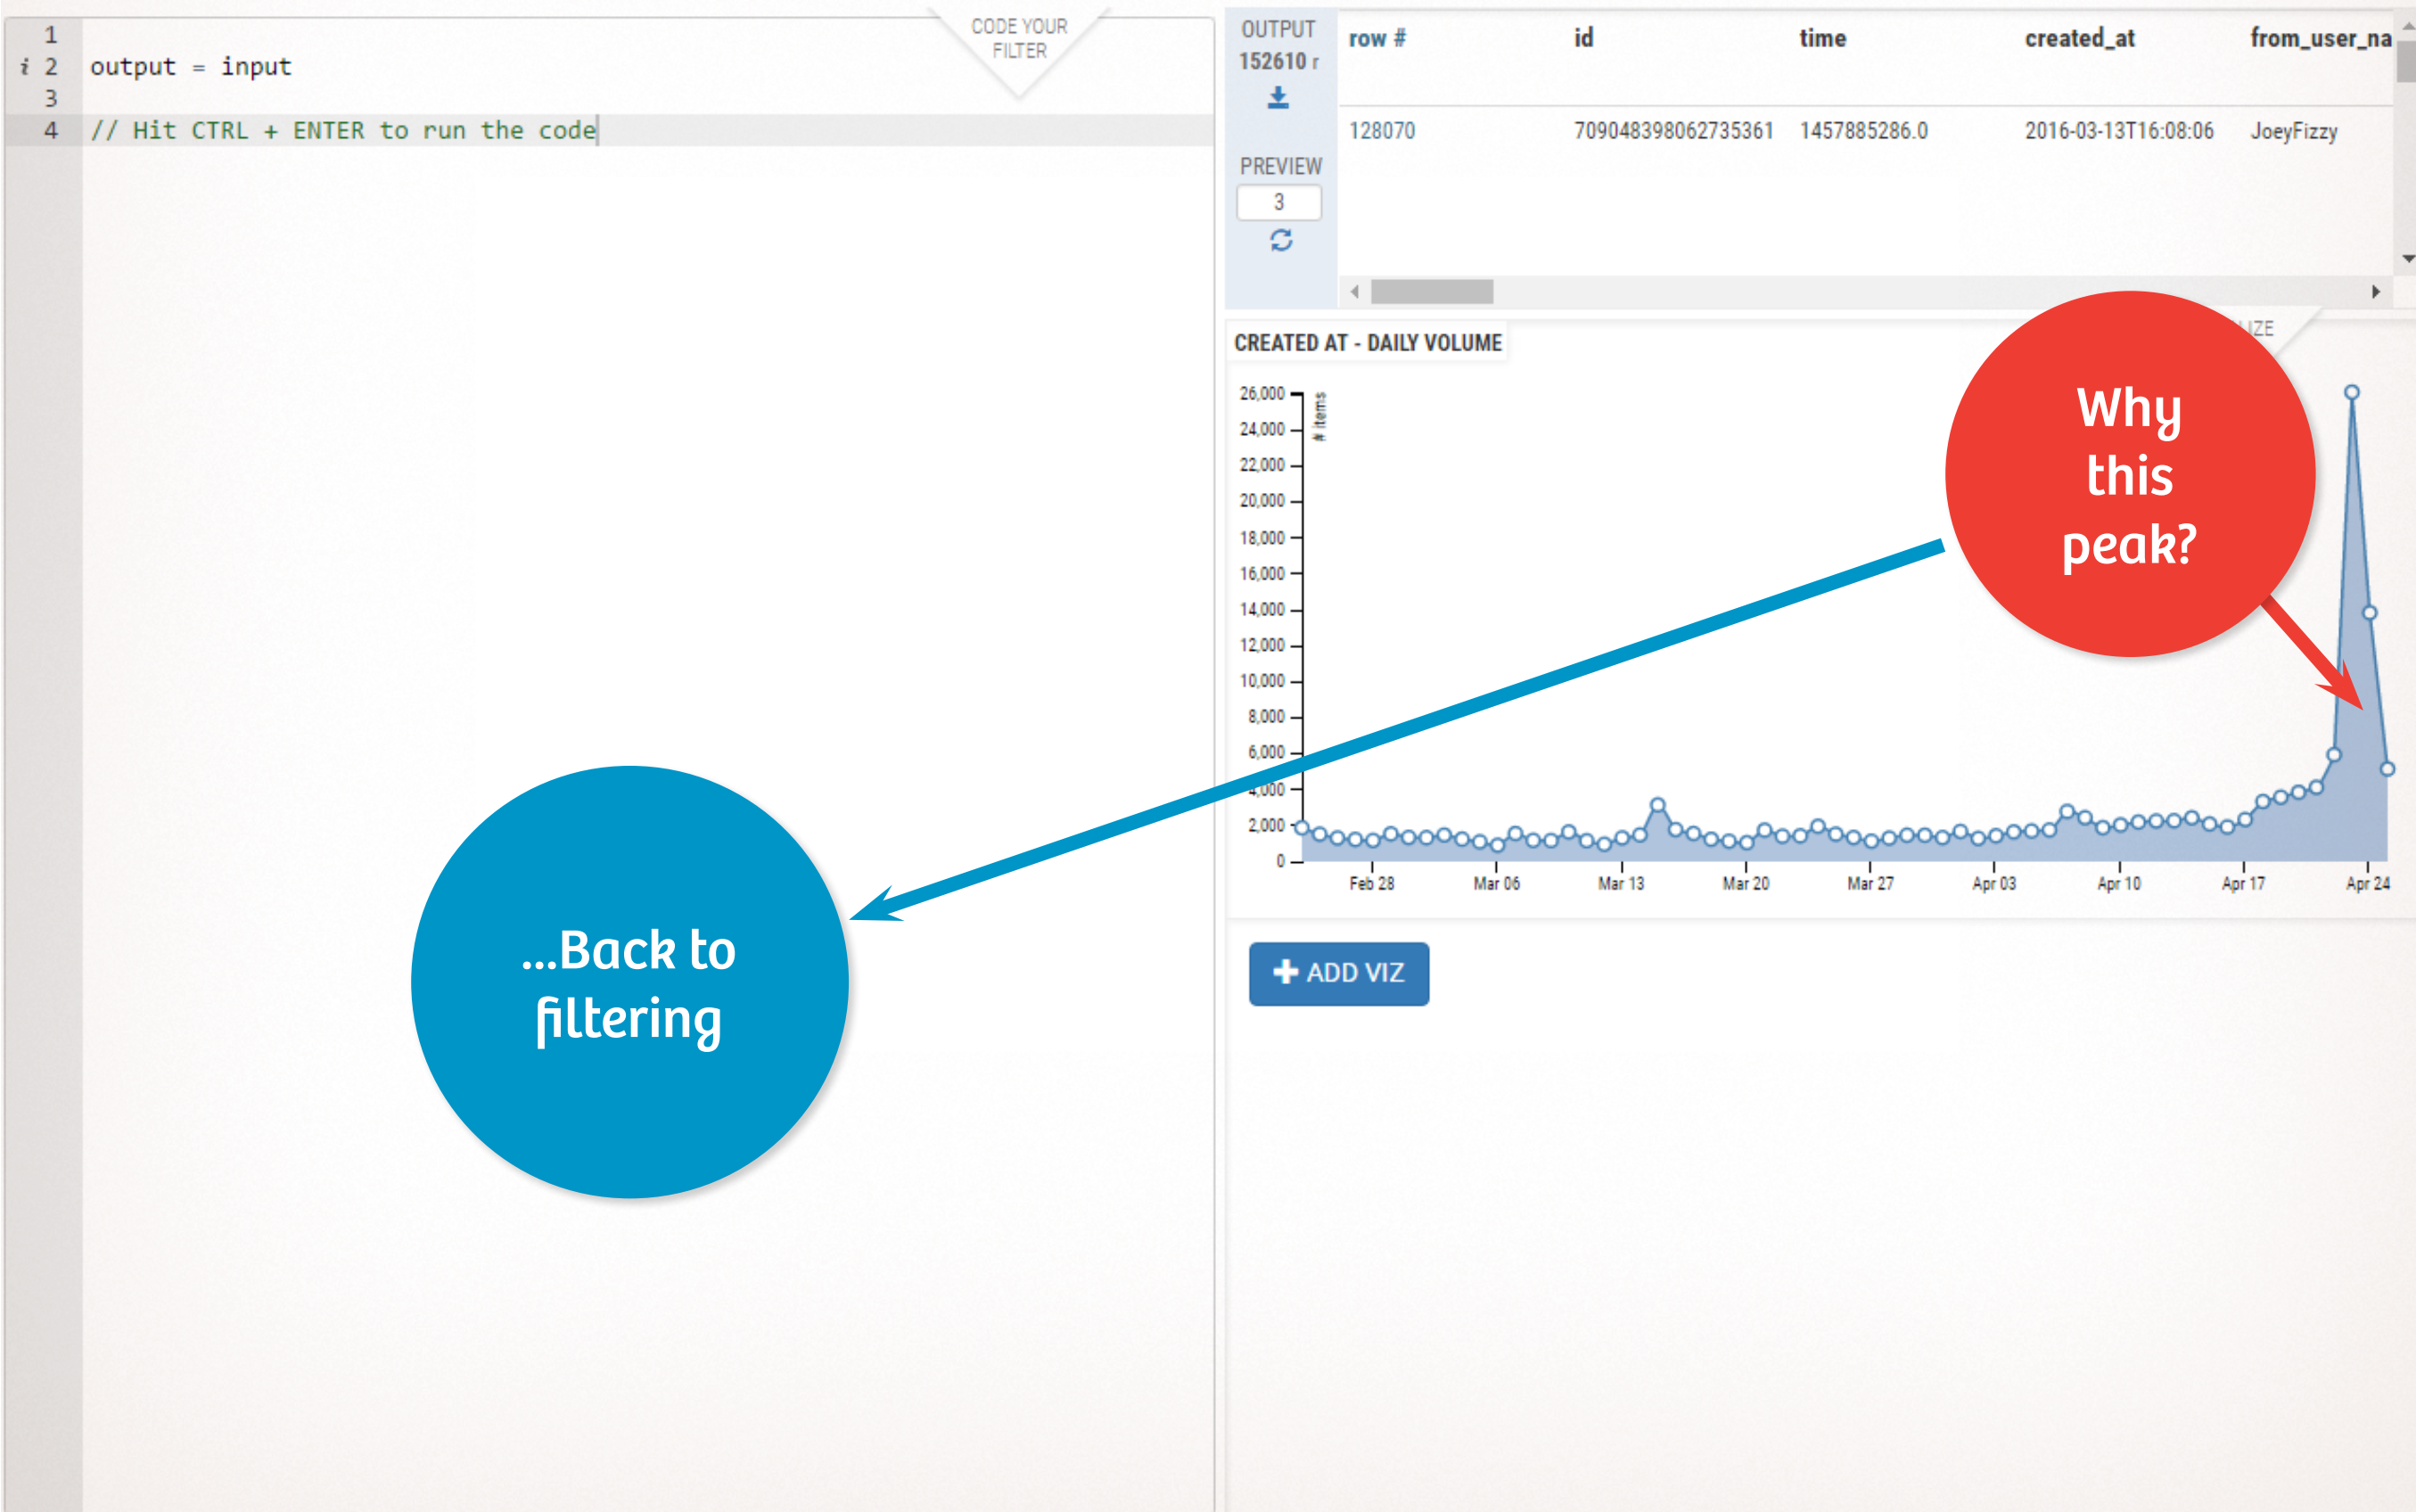 1
i 2 output = input
3
4 // Hit CTRL + ENTER to run the code
CODE YOUR
FILTER
OUTPUT
152610 r
PREVIEW
3
row # id time created_at from_user_na
128070 709048398062735361 1457885286.0 2016-03-13T16:08:06 JoeyFizzy
IZE
CREATED AT - DAILY VOLUME
# items
26,000
24,000
22,000
20,000
18,000
16,000
14,000
12,000
10,000
8,000
6,000
4,000
2,000
0
Feb 28 Mar 06 Mar 13 Mar 20 Mar 27 Apr 03 Apr 10 Apr 17 Apr 24
Why
this
peak?
...Back to
filtering
ADD VIZ